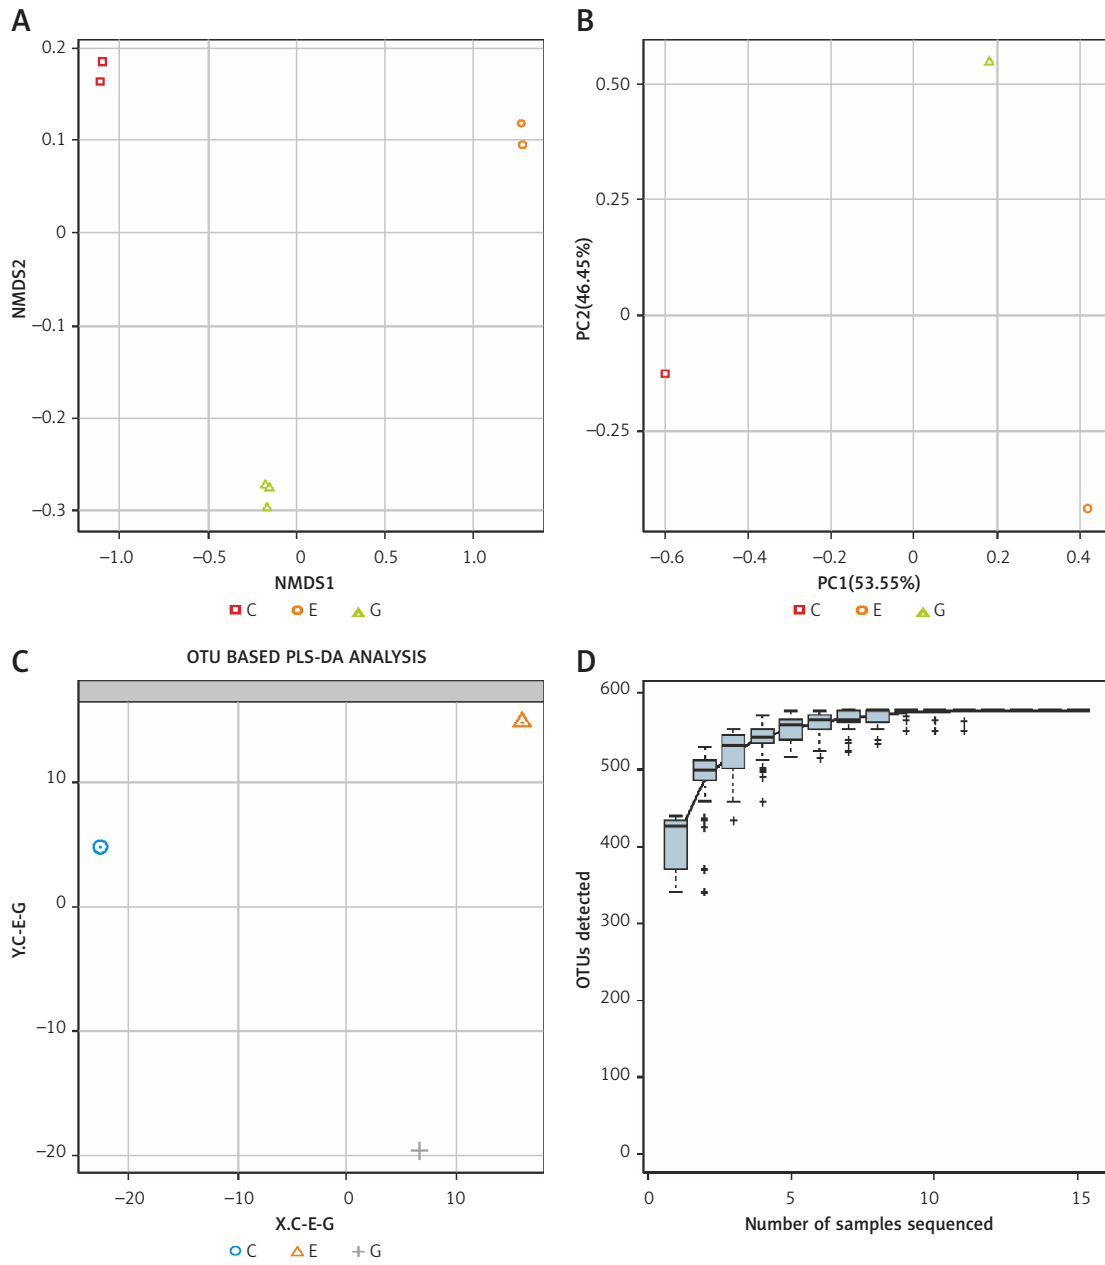 A
0.2
0.1
0
−0.1
−0.2
−0.3
NMDS2
−1.0 −0.5 0 0.5 1.0
NMDS1
C E G
B
0.50
0.25
0
−0.25
PC2(46.45%)
−0.6 −0.4 −0.2 0 0.2 0.4
PC1(53.55%)
C E G
C
OTU BASED PLS-DA ANALYSIS
10
0
−10
−20
Y.C-E-G
−20 −10 0 10
X.C-E-G
C E G
D
600
500
400
300
200
100
0
OTUs detected
0 5 10 15
Number of samples sequenced